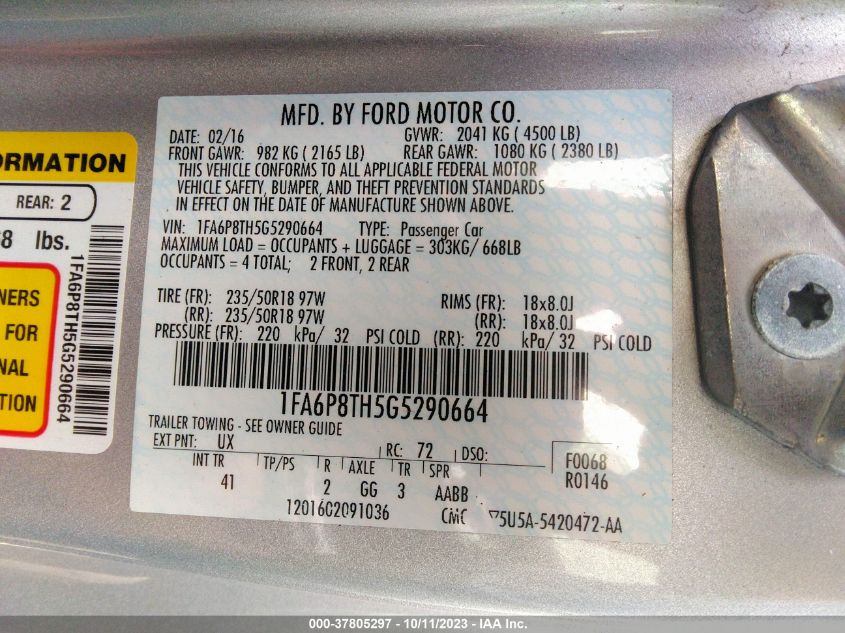 MFD. BY FORD MOTOR CO.
DATE: 02/16 GVWR: 2041 KG ( 4500 LB)
FRONT GAWR: 982 KG ( 2165 LB) REAR GAWR: 1080 KG ( 2380 LB)
THIS VEHICLE CONFORMS TO ALL APPLICABLE FEDERAL MOTOR
VEHICLE SAFETY, BUMPER, AND THEFT PREVENTION STANDARDS
IN EFFECT ON THE DATE OF MANUFACTURE SHOWN ABOVE.
VIN: 1FA6P8TH5G5290664 TYPE: Passenger Car
MAXIMUM LOAD = OCCUPANTS + LUGGAGE = 303KG/ 668LB
OCCUPANTS = 4 TOTAL; 2 FRONT, 2 REAR
TIRE (FR): 235/50R18 97W RIMS (FR): 18x8.0J
(RR): 235/50R18 97W (RR): 18x8.0J
PRESSURE (FR): 220 kPa/ 32 PSI COLD (RR): 220 kPa/ 32 PSI COLD
1FA6P8TH5G5290664
TRAILER TOWING - SEE OWNER GUIDE
EXT PNT: UX RC: 72 DSO: F0068
INT TR TP/PS R AXLE TR SPR R0146
41 2 GG 3 AABB
1201602091036 CMC 5U5A-5420472-AA
ORMATION
REAR: 2
8 lbs.
NERS
FOR
NAL
ION
1FA6P8TH5G5290664
000-37805297 - 10/11/2023 - IAA Inc.